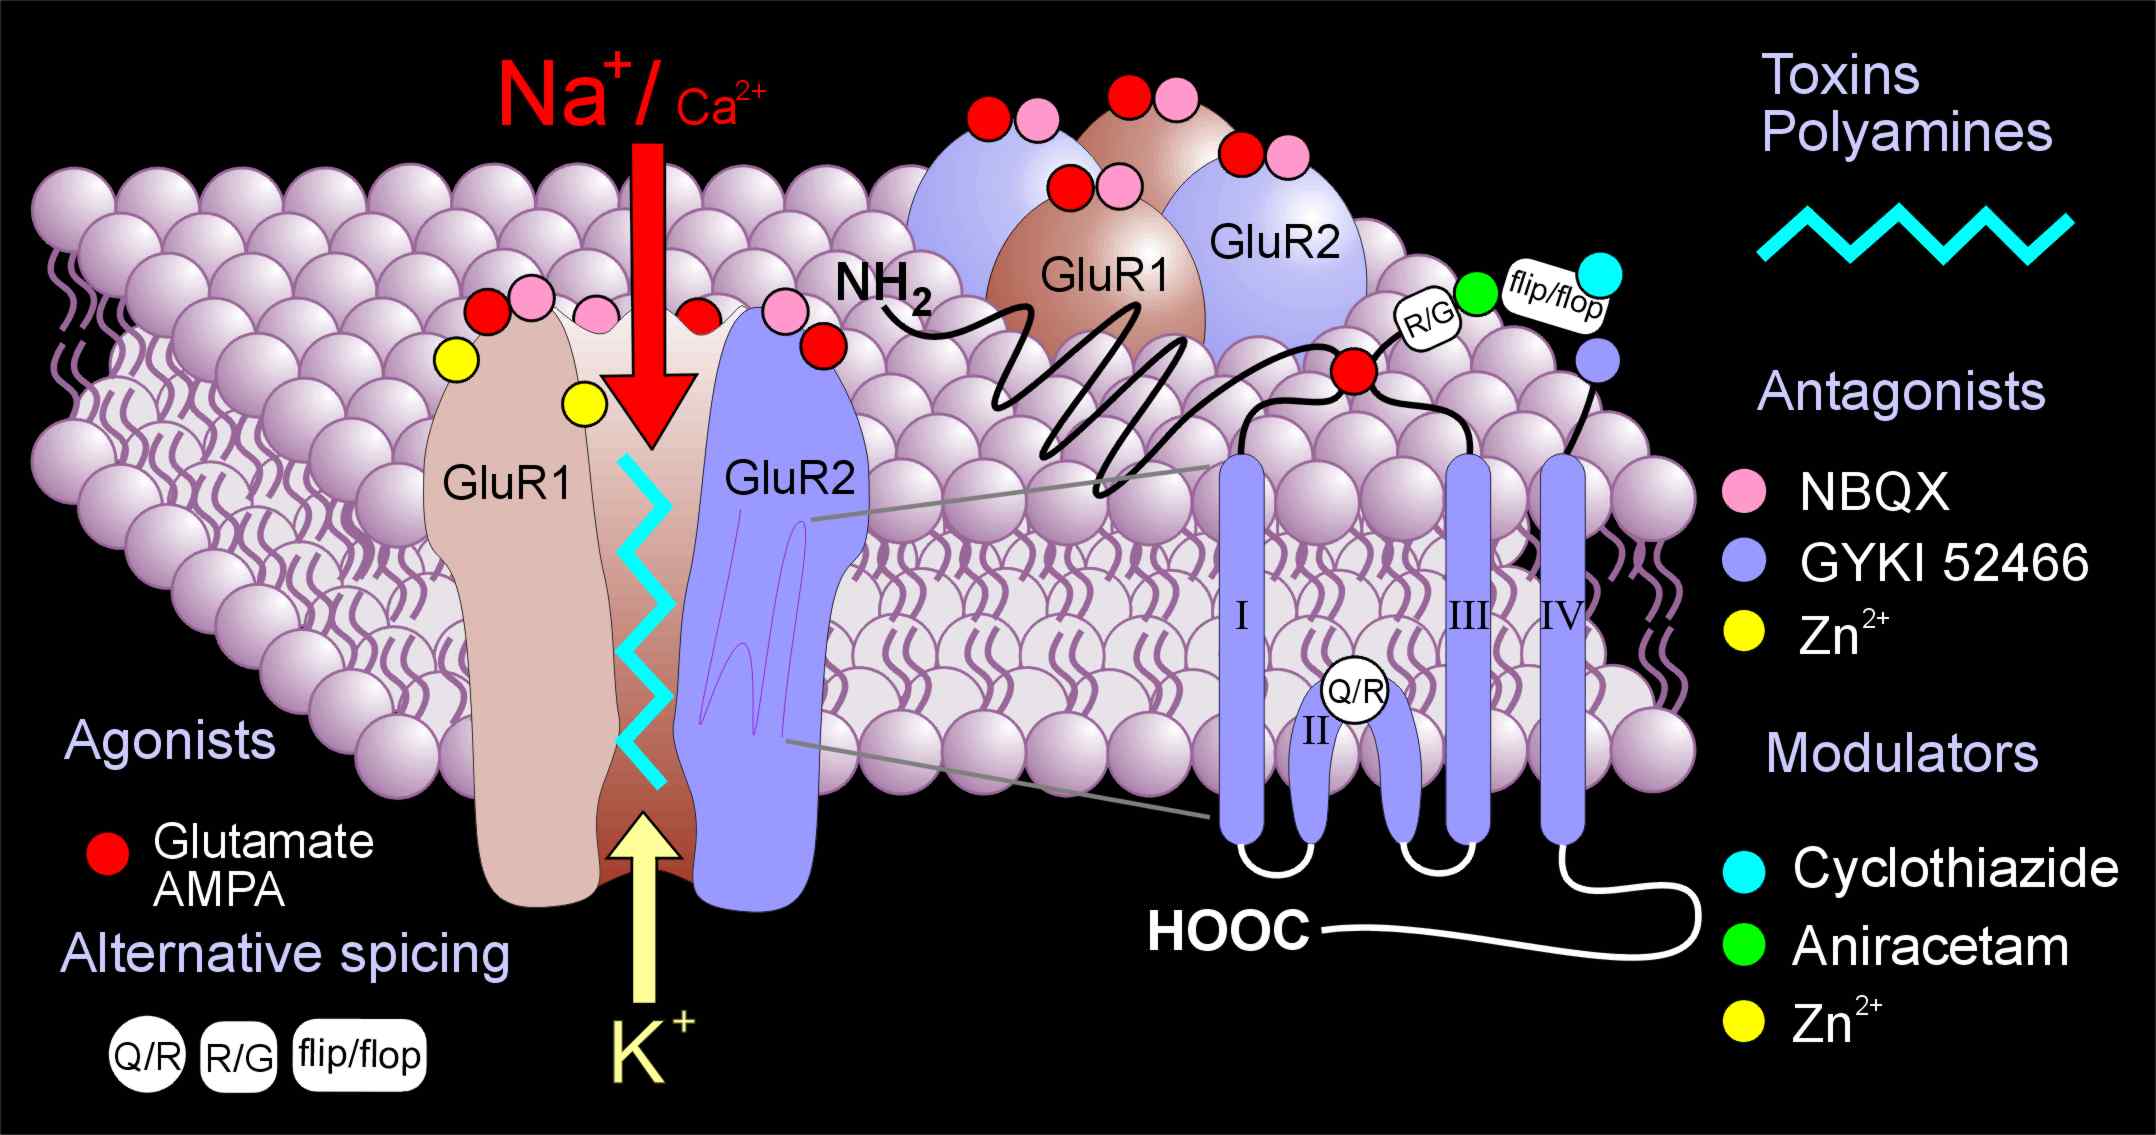 Na+/ Ca2+
Toxins
Polyamines
GluR2
GluR1
NH2
R/G
flip/flop
Antagonists
NBQX
GYKI 52466
Zn2+
GluR1
GluR2
I
II
III
IV
Q/R
Agonists
Glutamate
AMPA
Alternative spicing
Q/R
R/G
flip/flop
K+
HOOC
Modulators
Cyclothiazide
Aniracetam
Zn2+